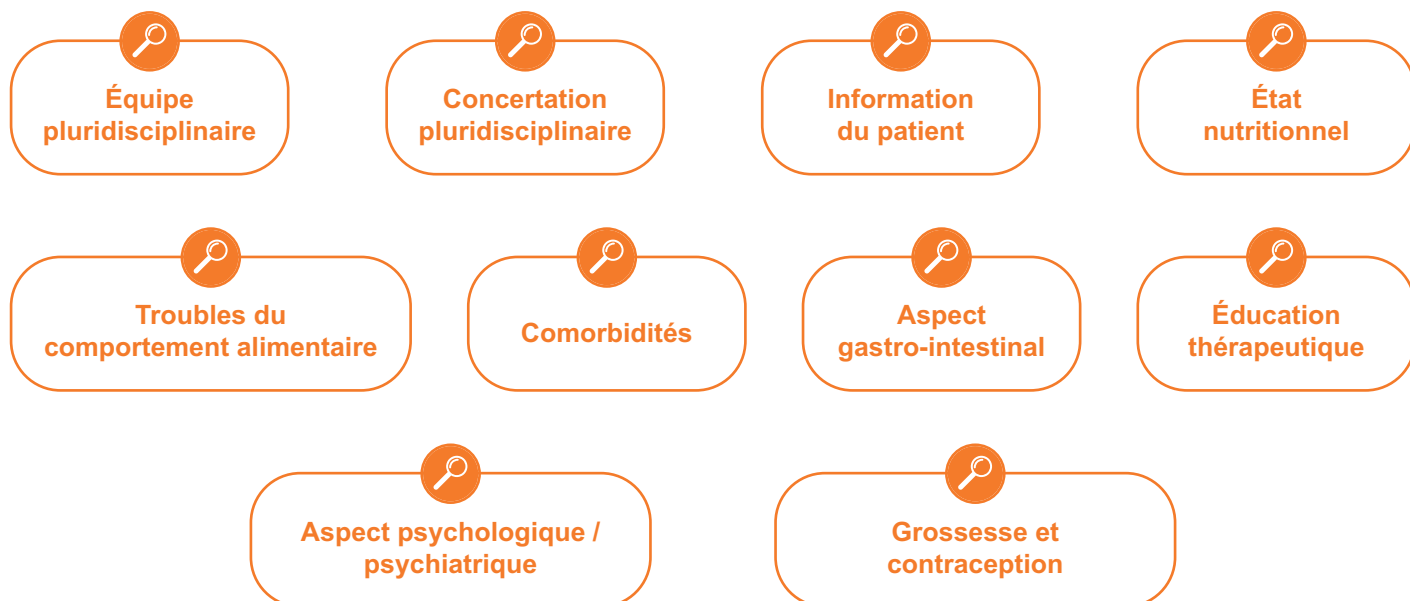 Équipe
pluridisciplinaire
Concertation
pluridisciplinaire
Information
du patient
État
nutritionnel
Troubles du
comportement alimentaire
Comorbidités
Aspect
gastro-intestinal
Éducation
thérapeutique
Aspect psychologique /
psychiatrique
Grossesse et
contraception